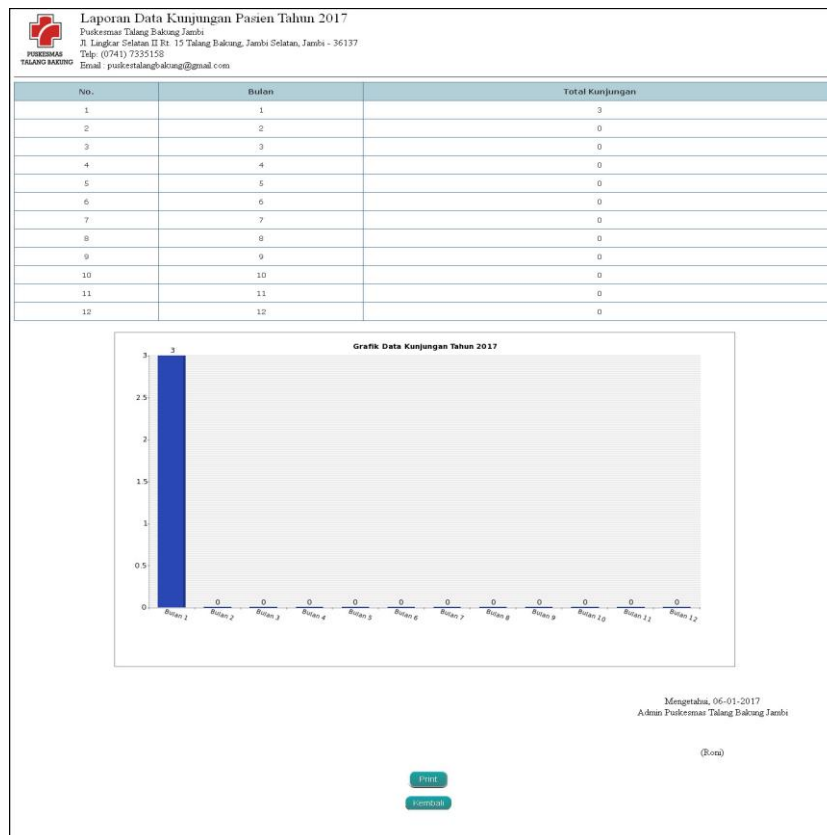 Laporan Data Kunjungan Pasien Tahun 2017
Puskesmas Talang Bakung Jambi
Jl. Lingkar Selatan II Rt. 15 Talang Bakung, Jambi Selatan, Jambi - 36137
Telp: (0741) 7335158
Email : puskestalangbakung@gmail.com
PUSKESMAS
TALANG BAKUNG
No. Bulan Total Kunjungan
1 1 3
2 2 0
3 3 0
4 4 0
5 5 0
6 6 0
7 7 0
8 8 0
9 9 0
10 10 0
11 11 0
12 12 0
Grafik Data Kunjungan Tahun 2017
3
2.5
2
1.5
1
0.5
0
3 0 0 0 0 0 0 0 0 0 0 0
Bulan 1 Bulan 2 Bulan 3 Bulan 4 Bulan 5 Bulan 6 Bulan 7 Bulan 8 Bulan 9 Bulan 10 Bulan 11 Bulan 12
Mengetahui, 06-01-2017
Admin Puskesmas Talang Bakung Jambi
(Roni)
Print
Kembali